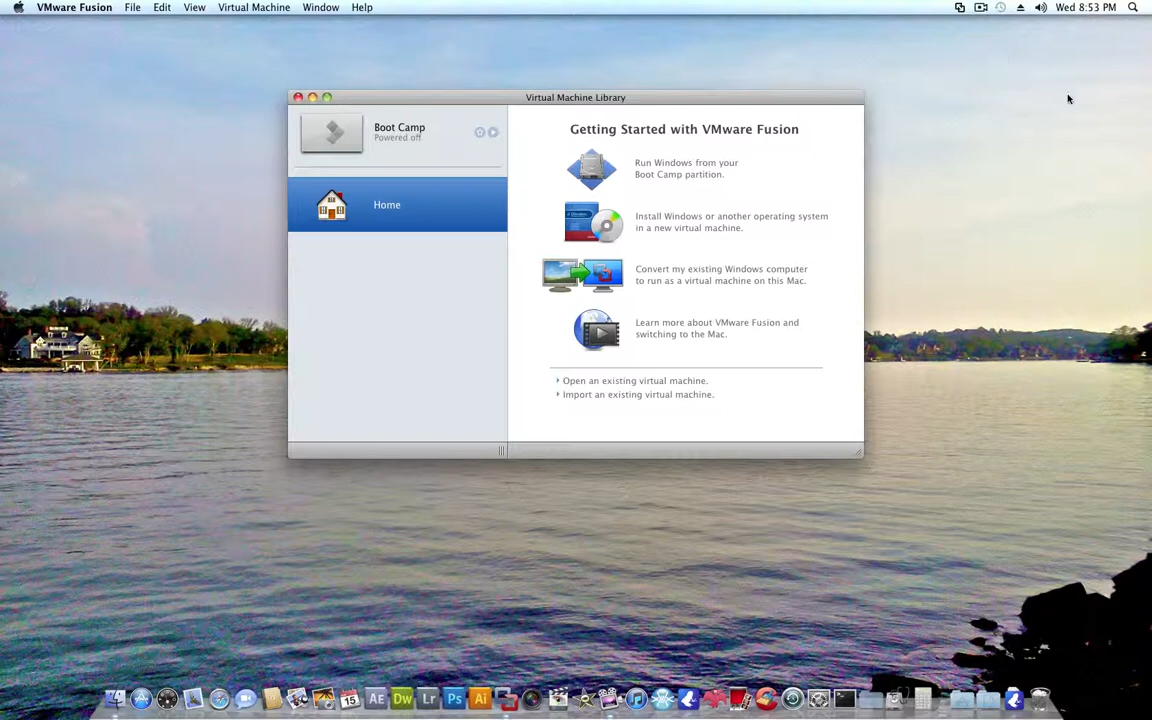 VMware Fusion File Edit View Virtual Machine Window Help Wed 8:53 PM
Virtual Machine Library
Boot Camp
Powered off
Home
Getting Started with VMware Fusion
Run Windows from your
Boot Camp partition.
Install Windows or another operating system
in a new virtual machine.
Convert my existing Windows computer
to run as a virtual machine on this Mac.
Learn more about VMware Fusion and
switching to the Mac.
Open an existing virtual machine.
Import an existing virtual machine.
15 AE Dw Lr Ps Ai